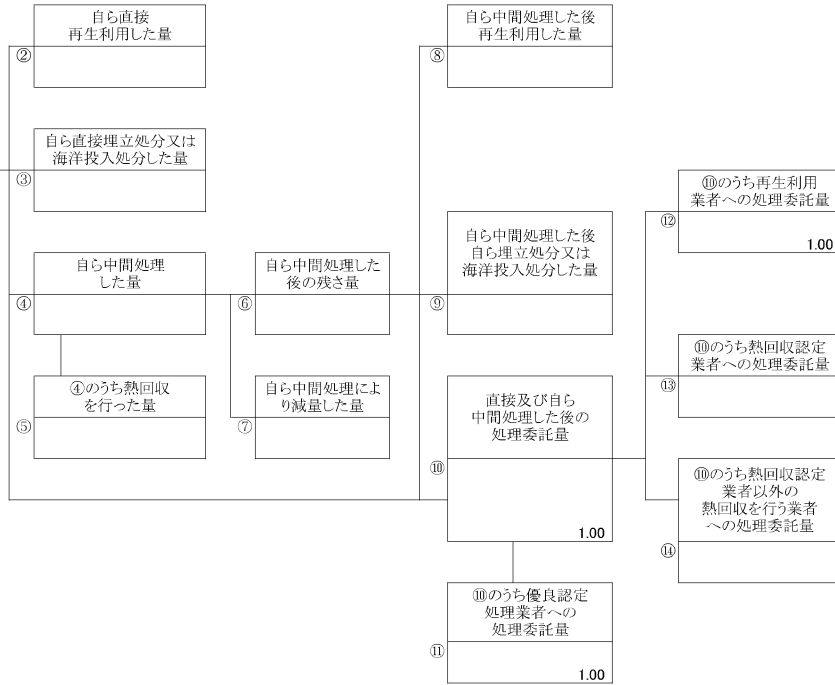 自ら直接
再生利用した量
②
自ら中間処理した後
再生利用した量
⑧
自ら直接埋立処分又は
海洋投入処分した量
③
⑩のうち再生利用
業者への処理委託量
⑫
1.00
自ら中間処理
した量
④
自ら中間処理した
後の残さ量
⑥
自ら中間処理した後
自ら埋立処分又は
海洋投入処分した量
⑨
⑩のうち熱回収認定
業者への処理委託量
⑬
④のうち熱回収
を行った量
⑤
自ら中間処理によ
り減量した量
⑦
直接及び自ら
中間処理した後の
処理委託量
⑩
1.00
⑩のうち熱回収認定
業者以外の
熱回収を行う業者
への処理委託量
⑭
⑩のうち優良認定
処理業者への
処理委託量
⑪
1.00